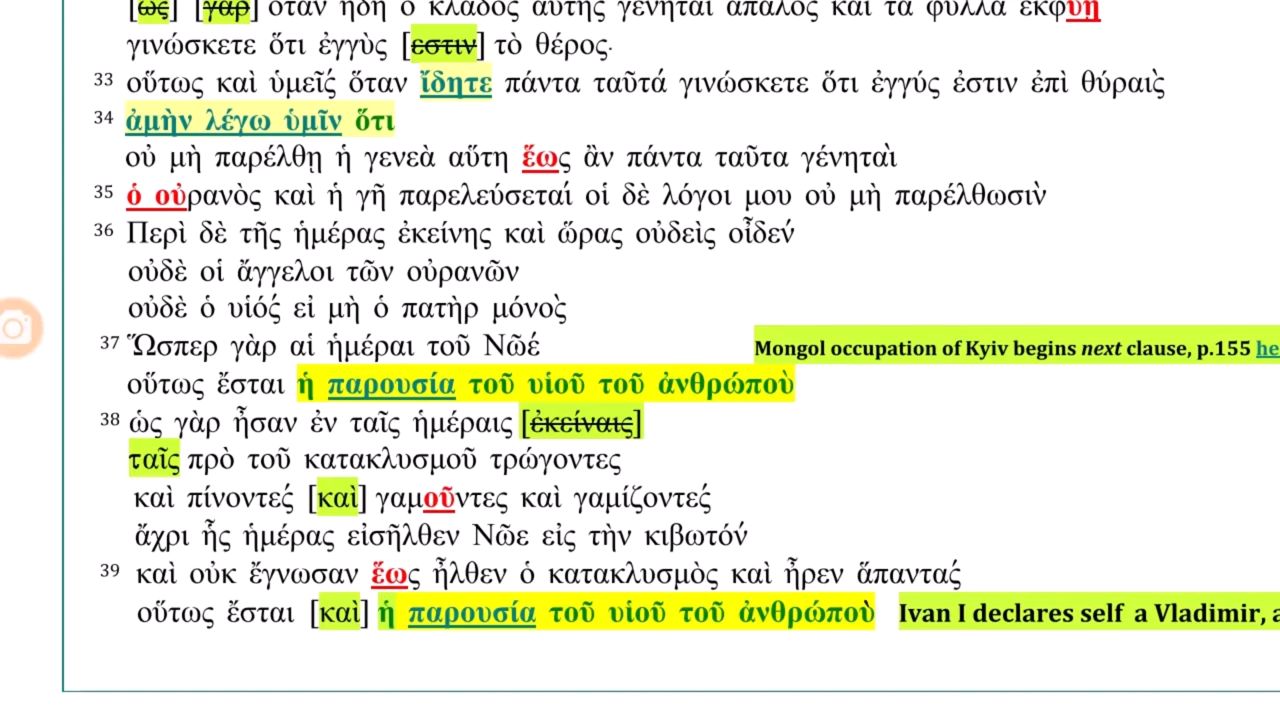 [ὡς] [γὰρ] ὅταν ἤδη ὁ κλάδος αὐτῆς γένηται ἁπαλὸς καὶ τὰ φύλλα ἐκφύῃ
γινώσκετε ὅτι ἐγγὺς [εστιν] τὸ θέρος·
33 οὕτως καὶ ὑμεῖς́ ὅταν ἴδητε πάντα ταῦτά γινώσκετε ὅτι ἐγγύς ἐστιν ἐπὶ θύραις̀
34 ἀμὴν λέγω ὑμῖν ὅτι
οὐ μὴ παρέλθῃ ἡ γενεὰ αὕτη ἕως ἂν πάντα ταῦτα γένηταὶ
35 ὁ οὐρανὸς καὶ ἡ γῆ παρελεύσεταί οἱ δὲ λόγοι μου οὐ μὴ παρέλθωσιν̀
36 Περὶ δὲ τῆς ἡμέρας ἐκείνης καὶ ὥρας οὐδεὶς οἶδεν́
οὐδὲ οἱ ἄγγελοι τῶν οὐρανῶν
οὐδὲ ὁ υἱός́ εἰ μὴ ὁ πατὴρ μόνος̀
37 Ὥσπερ γὰρ αἱ ἡμέραι τοῦ Νῶέ Mongol occupation of Kyiv begins next clause, p.155 he
οὕτως ἔσται ἡ παρουσία τοῦ υἱοῦ τοῦ ἀνθρώποὺ
38 ὡς γὰρ ἦσαν ἐν ταῖς ἡμέραις [ἐκείναις]
ταῖς πρὸ τοῦ κατακλυσμοῦ τρώγοντες
καὶ πίνοντες́ [καὶ] γαμοῦντες καὶ γαμίζοντες́
ἄχρι ἧς ἡμέρας εἰσῆλθεν Νῶε εἰς τὴν κιβωτόν́
39 καὶ οὐκ ἔγνωσαν ἕως ἦλθεν ὁ κατακλυσμὸς καὶ ἦρεν ἅπαντας́
οὕτως ἔσται [καὶ] ἡ παρουσία τοῦ υἱοῦ τοῦ ἀνθρώποὺ Ivan I declares self a Vladimir, a